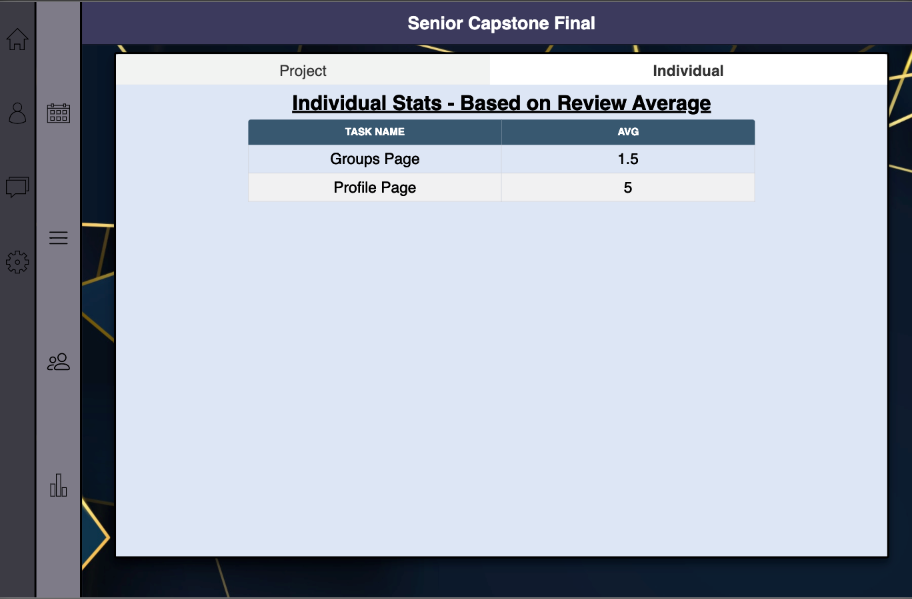 Senior Capstone Final
Project Individual
Individual Stats - Based on Review Average
TASK NAME AVG
Groups Page 1.5
Profile Page 5